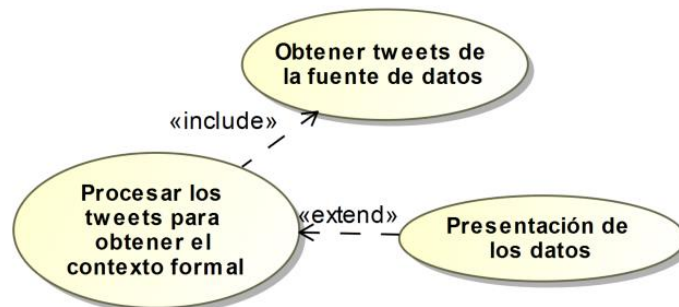 Obtener tweets de
la fuente de datos
«include»
Procesar los
tweets para
obtener el
contexto formal
«extend»
Presentación de
los datos